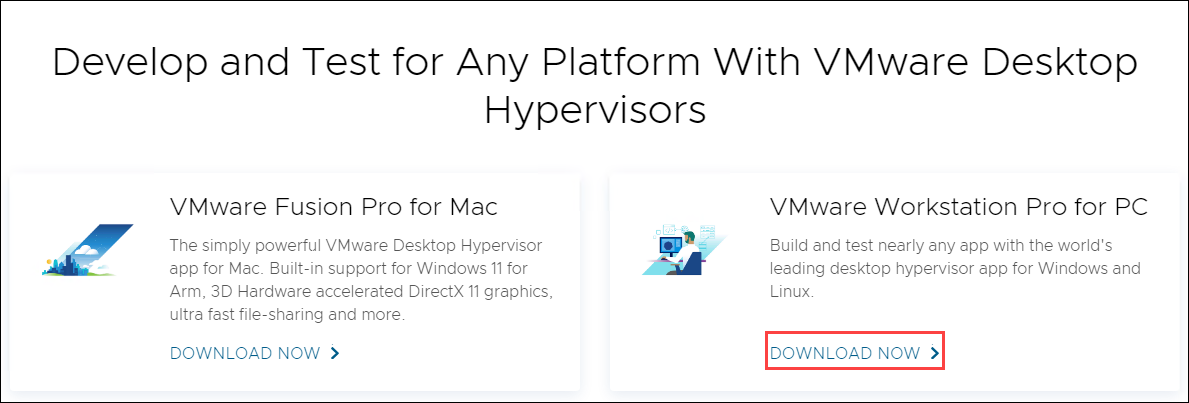 Develop and Test for Any Platform With VMware Desktop
Hypervisors
VMware Fusion Pro for Mac
The simply powerful VMware Desktop Hypervisor
app for Mac. Built-in support for Windows 11 for
Arm, 3D Hardware accelerated DirectX 11 graphics,
ultra fast file-sharing and more.
DOWNLOAD NOW
VMware Workstation Pro for PC
Build and test nearly any app with the world's
leading desktop hypervisor app for Windows and
Linux.
DOWNLOAD NOW